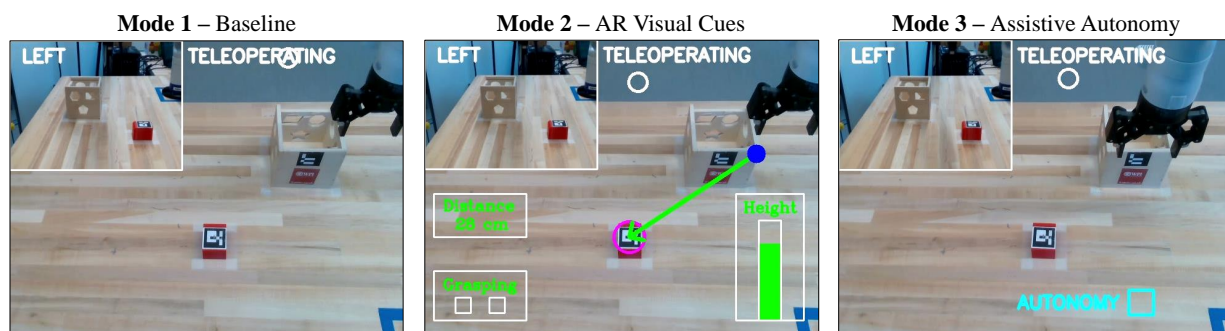 Mode 1 – Baseline
LEFT
TELEOPERATING
Mode 2 – AR Visual Cues
LEFT
TELEOPERATING
Distance
26 cm
Height
Grasping
Mode 3 – Assistive Autonomy
LEFT
TELEOPERATING
AUTONOMY